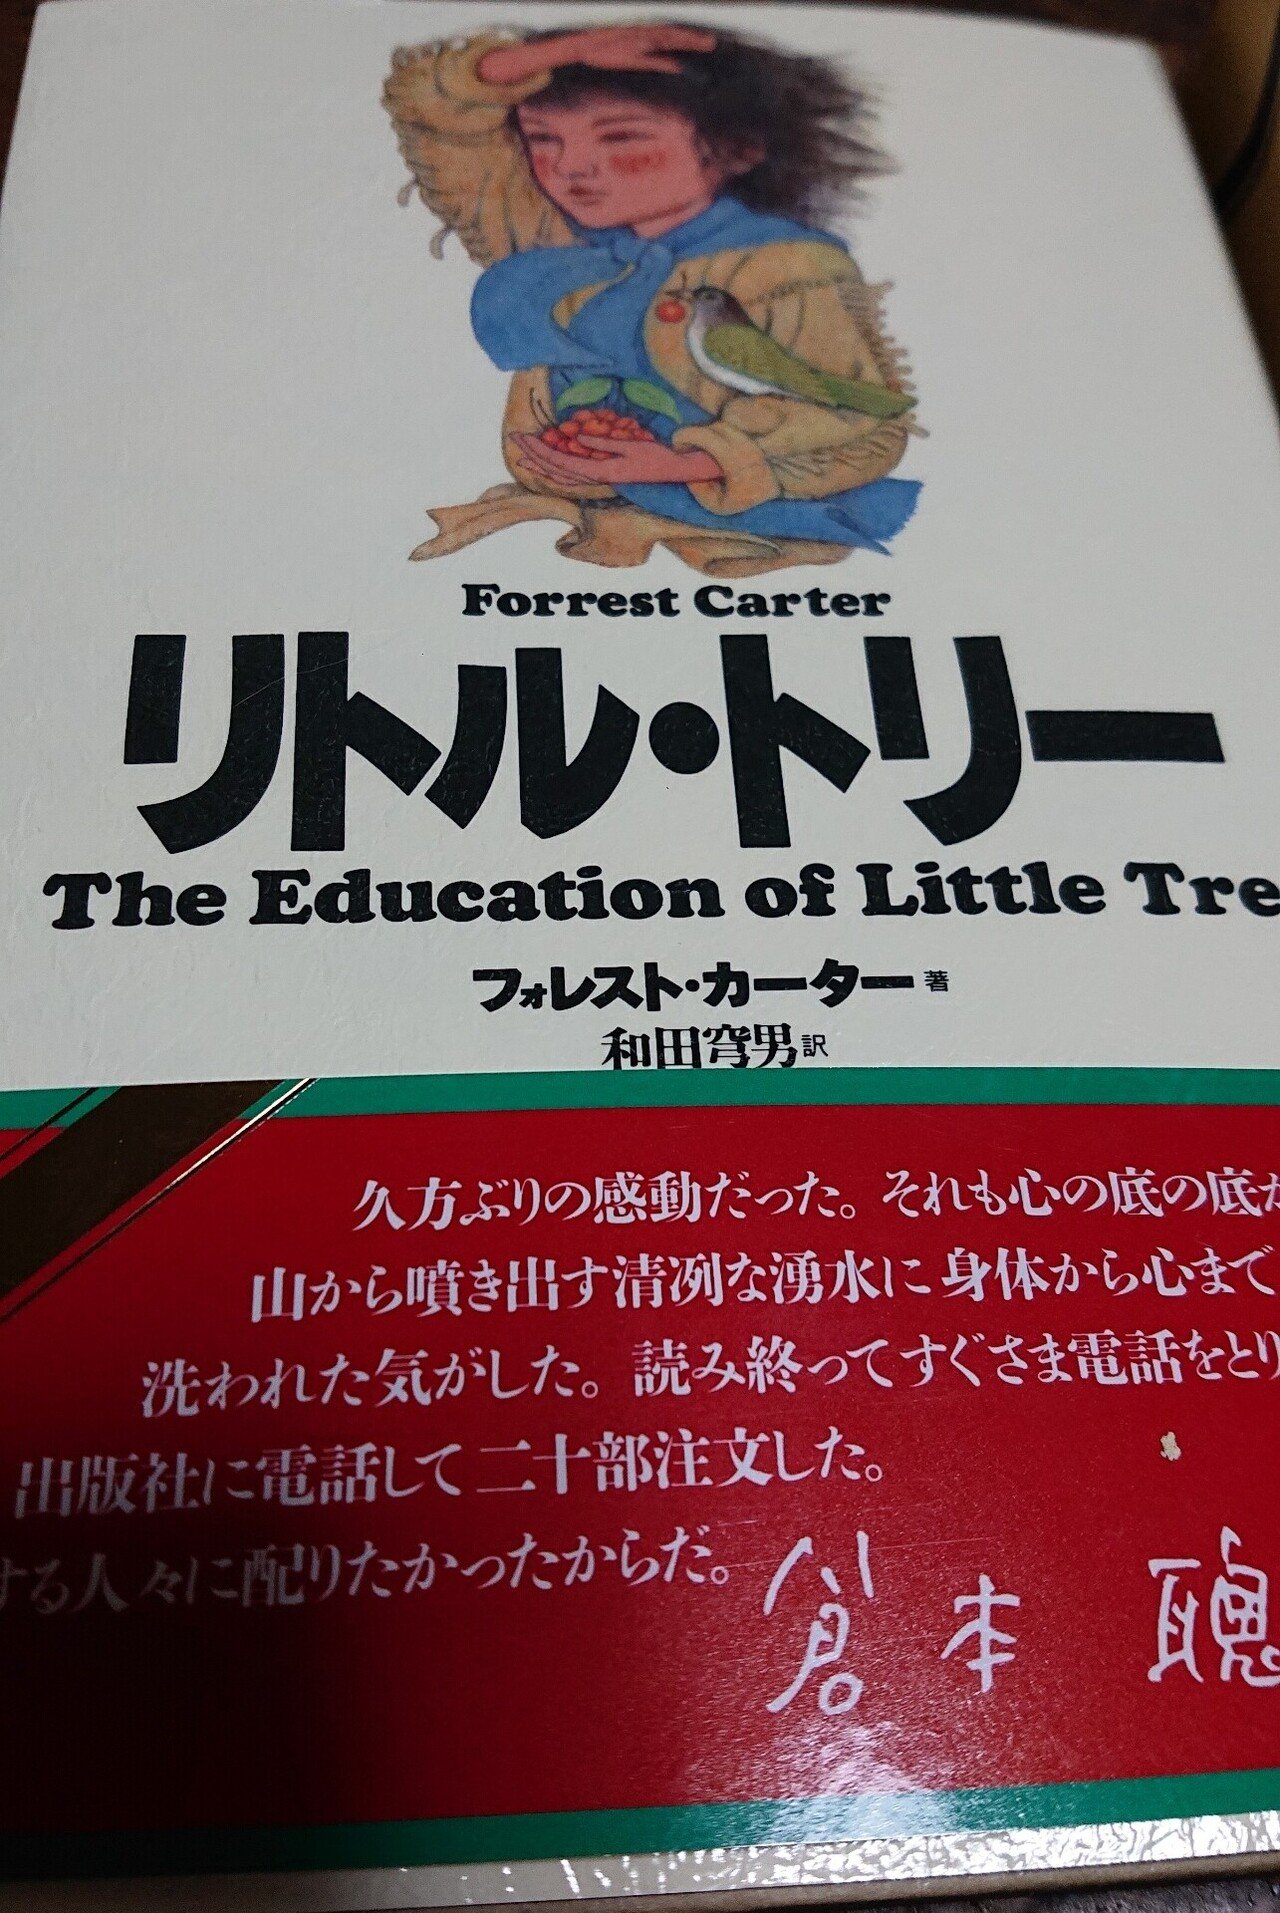 Forrest Carter
リトル・トリー
The Education of Little Tre
フォレスト・カーター 著
和田穹男 訳
久方ぶりの感動だった。それも心の底の底か
山から噴き出す清冽な湧水に身体から心まで
洗われた気がした。読み終ってすぐさま電話をとり
出版社に電話して二十部注文した。
する人々に配りたかったからだ。
倉本 聰